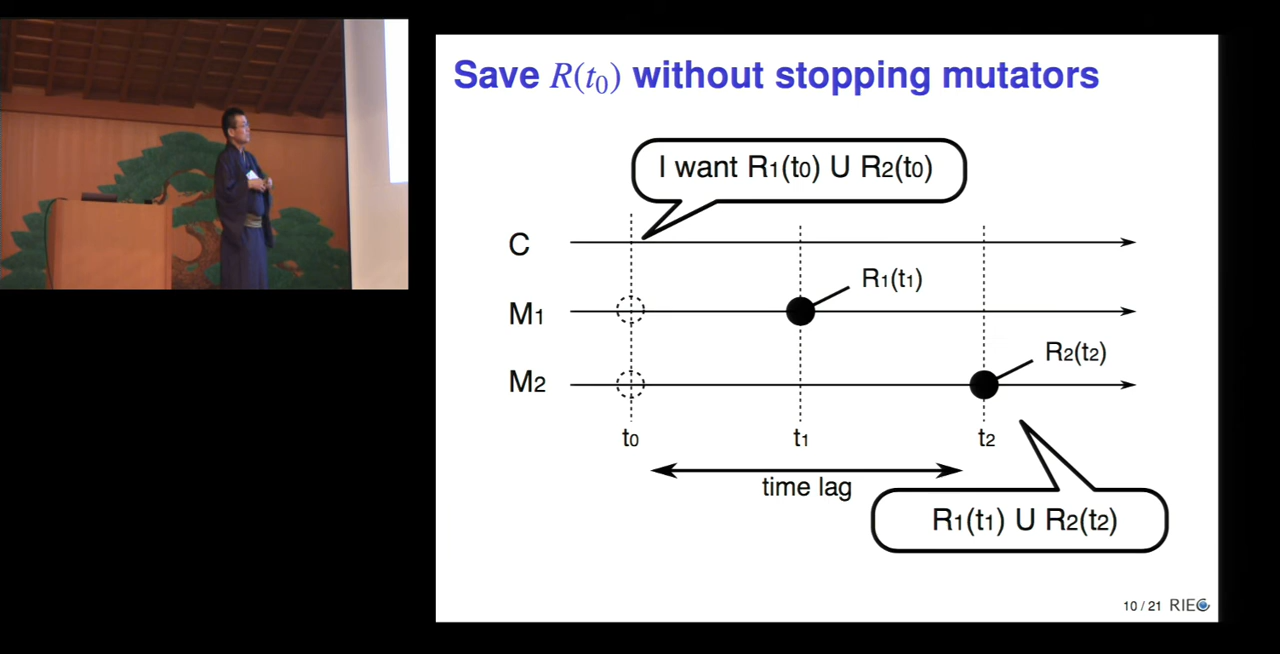 Save R(t₀) without stopping mutators
I want R₁(t₀) U R₂(t₀)
C
R₁(t₁)
M₁
R₂(t₂)
M₂
t₀ t₁ t₂
time lag
R₁(t₁) U R₂(t₂)
10 / 21 RIEC